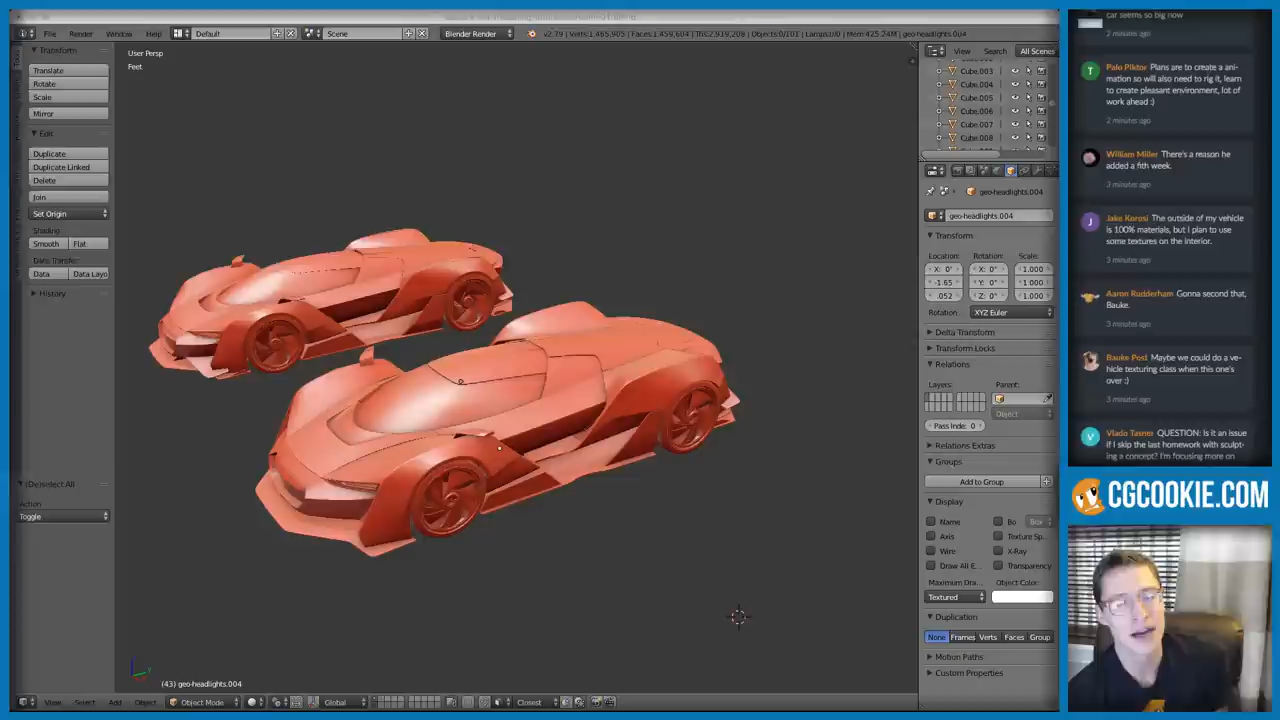 File Render Window Help Default Scene Blender Render v2.79 | Verts:1,465,905 | Faces:1,459,604 | Tris:2,919,208 | Objects:0/101 | Lamps:0/0 | Mem:425.24M | geo-headlights.004
Transform
Translate
Rotate
Scale
Mirror
Edit
Duplicate
Duplicate Linked
Delete
Join
Set Origin
Shading:
Smooth Flat
Data Transfer:
Data Data Layo
History
(De)select All
Action
Toggle
User Persp
Feet
(43) geo-headlights.004
View Select Add Object Object Mode Global Closest
View Search All Scenes
Cube.003
Cube.004
Cube.005
Cube.006
Cube.007
Cube.008
geo-headlights.004
geo-headlights.004
Transform
Location: Rotation: Scale:
X: 0° X: 0° 1.000
-1.65 Y: 0° 1.000
.052 Z: 0° 1.000
Rotation XYZ Euler
Delta Transform
Transform Locks
Relations
Layers: Parent:
Object
Pass Inde: 0
Relations Extras
Groups
Add to Group
Display
Name Bo Box
Axis Texture Sp...
Wire X-Ray
Draw All E... Transparency
Maximum Dra... Object Color:
Textured
Duplication
None Frames Verts Faces Group
Motion Paths
Custom Properties
car seems so big now
2 minutes ago
T Palo Piktor Plans are to create a ani-
mation so will also need to rig it, learn
to create pleasant environment, lot of
work ahead :)
2 minutes ago
William Miller There's a reason he
added a fith week.
3 minutes ago
J Jake Korosi The outside of my vehicle
is 100% materials, but I plan to use
some textures on the interior.
3 minutes ago
Aaron Rudderham Gonna second that,
Bauke.
3 minutes ago
Bauke Post Maybe we could do a ve-
hicle texturing class when this one's
over :)
3 minutes ago
V Vlado Tasner QUESTION: Is it an issue
if I skip the last homework with sculpt-
ing a concept? I'm focusing more on
CGCOOKIE.COM